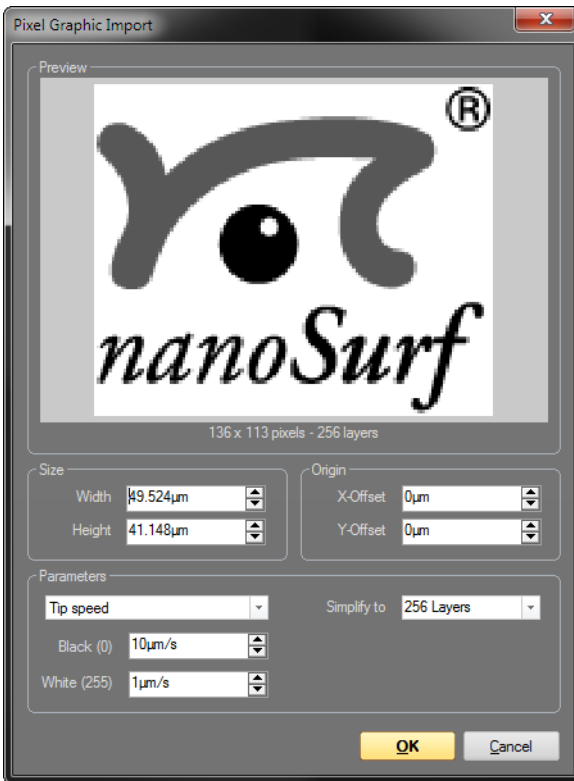 Pixel Graphic Import
Preview
®
nanoSurf
136 x 113 pixels - 256 layers
Size
Width 49.524µm
Height 41.148µm
Origin
X-Offset 0µm
Y-Offset 0µm
Parameters
Tip speed
Simplify to 256 Layers
Black (0) 10µm/s
White (255) 1µm/s
OK Cancel